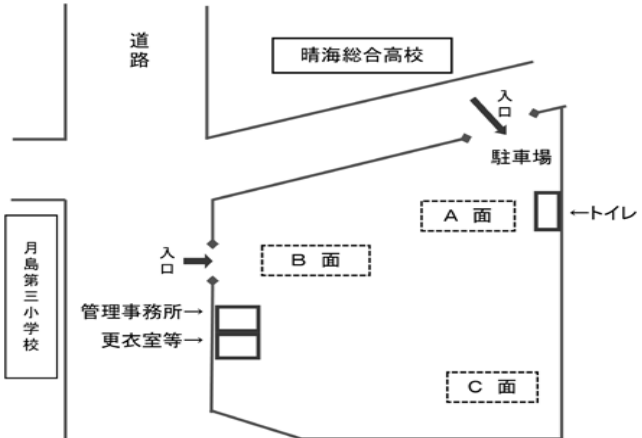 道路
晴海総合高校
入口
駐車場
A 面
←トイレ
月島第三小学校
入口
B 面
管理事務所→
更衣室等→
C 面